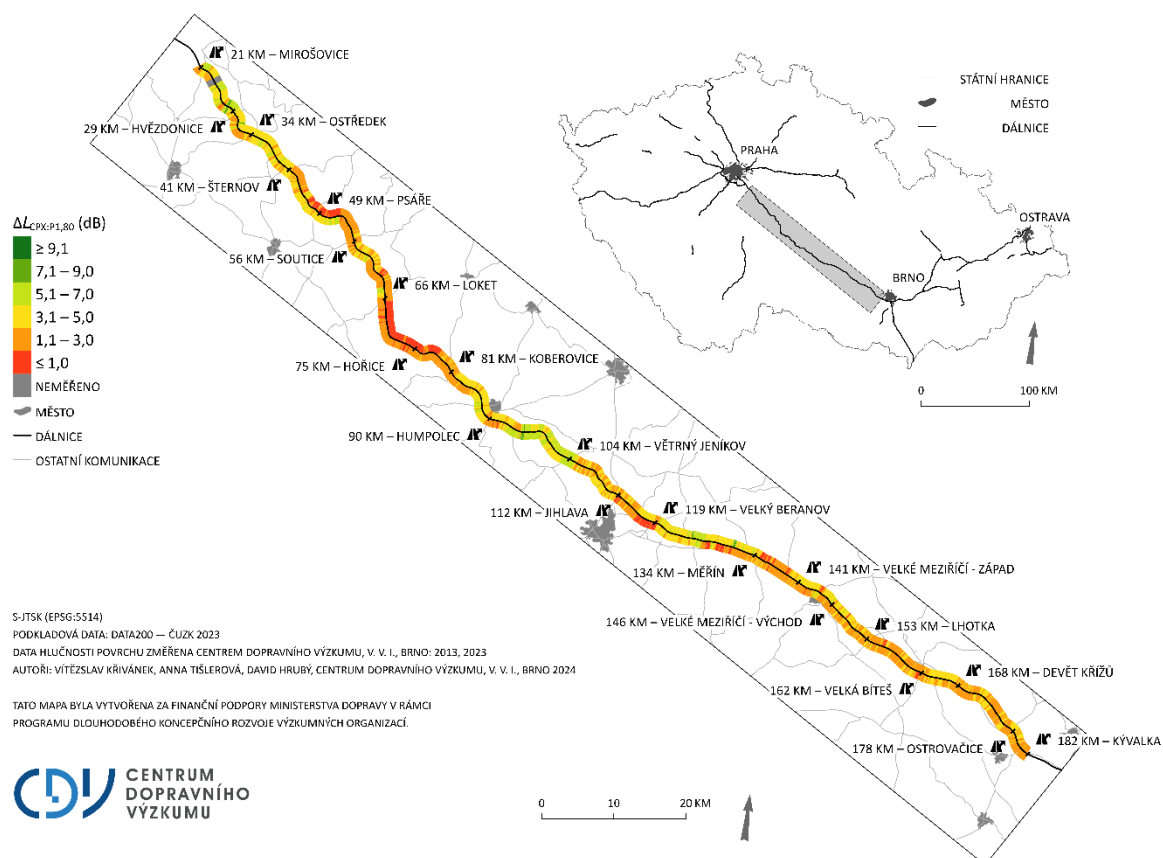 21 KM – MIROŠOVICE
29 KM – HVĚZDONICE
34 KM – OSTŘEDEK
41 KM – ŠTERNOV
49 KM – PSÁŘE
56 KM – SOUTICE
66 KM – LOKET
75 KM – HOŘICE
81 KM – KOBEROVICE
90 KM – HUMPOLEC
104 KM – VĚTRNÝ JENÍKOV
112 KM – JIHLAVA
119 KM – VELKÝ BERANOV
134 KM – MĚŘÍN
141 KM – VELKÉ MEZIŘÍČÍ - ZÁPAD
146 KM – VELKÉ MEZIŘÍČÍ - VÝCHOD
153 KM – LHOTKA
162 KM – VELKÁ BÍTEŠ
168 KM – DEVĚT KŘÍŽŮ
178 KM – OSTROVAČICE
182 KM – KÝVALKA
STÁTNÍ HRANICE
MĚSTO
DÁLNICE
PRAHA
OSTRAVA
BRNO
0 100 KM
ΔLCPX:P1,80 (dB)
≥ 9,1
7,1 – 9,0
5,1 – 7,0
3,1 – 5,0
1,1 – 3,0
≤ 1,0
NEMĚŘENO
MĚSTO
DÁLNICE
OSTATNÍ KOMUNIKACE
S-JTSK (EPSG:5514)
PODKLADOVÁ DATA: DATA200 — ČUZK 2023
DATA HLUČNOSTI POVRCHU ZMĚŘENA CENTREM DOPRAVNÍHO VÝZKUMU, V. V. I., BRNO: 2013, 2023
AUTOŘI: VÍTĚZSLAV KŘIVÁNEK, ANNA TIŠLEROVÁ, DAVID HRUBÝ, CENTRUM DOPRAVNÍHO VÝZKUMU, V. V. I., BRNO 2024
TATO MAPA BYLA VYTVOŘENA ZA FINANČNÍ PODPORY MINISTERSTVA DOPRAVY V RÁMCI
PROGRAMU DLOUHODOBÉHO KONCEPČNÍHO ROZVOJE VÝZKUMNÝCH ORGANIZACÍ.
CDV
CENTRUM
DOPRAVNÍHO
VÝZKUMU
0 10 20 KM